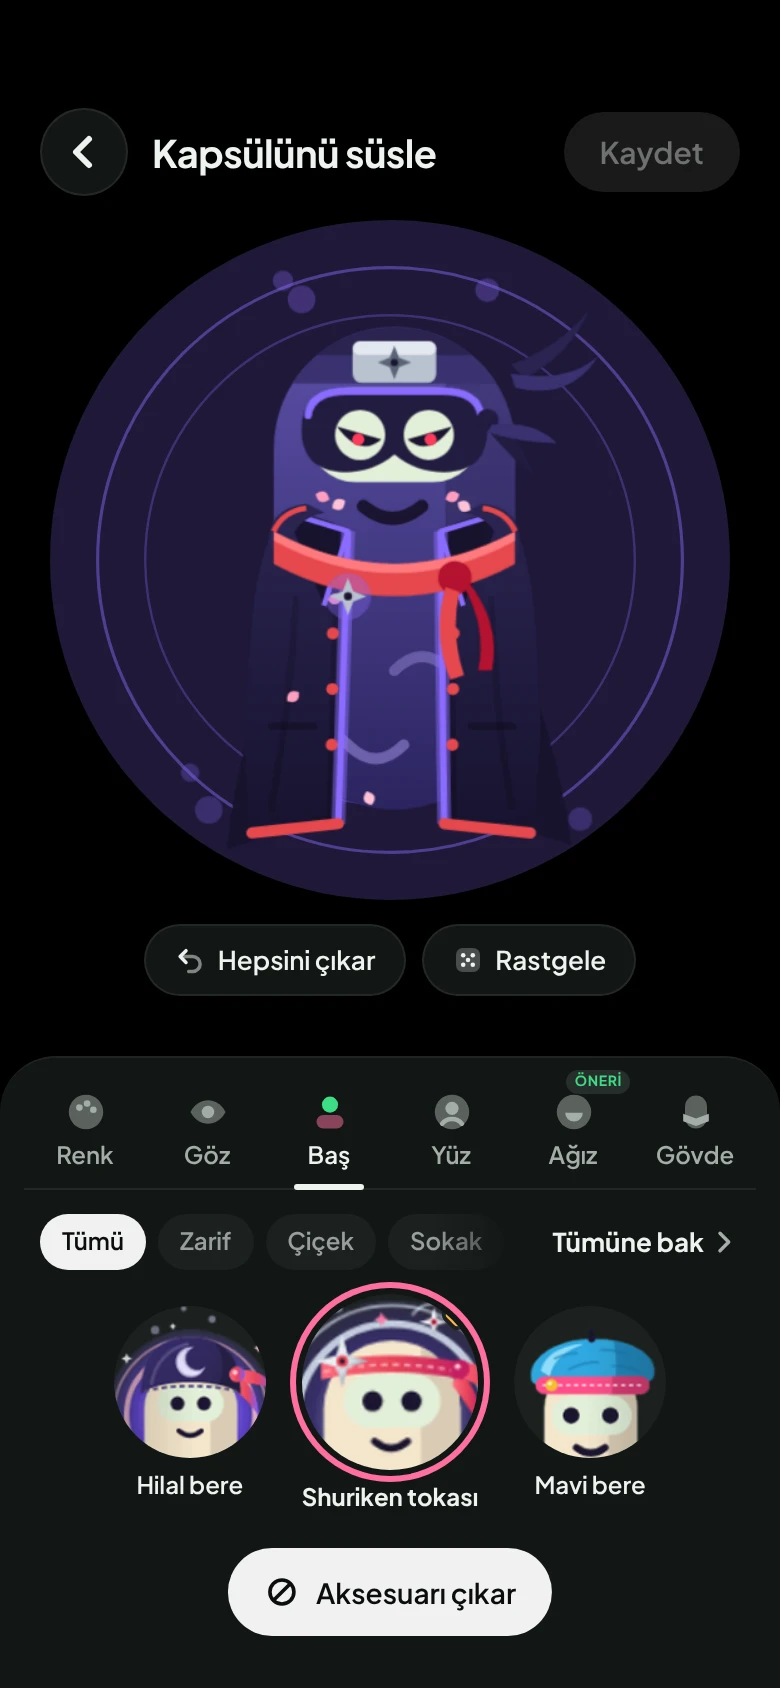 Kapsülünü süsle
Kaydet
Hepsini çıkar
Rastgele
ÖNERİ
Renk
Göz
Baş
Yüz
Ağız
Gövde
Tümü
Zarif
Çiçek
Sokak
Tümüne bak
Hilal bere
Shuriken tokası
Mavi bere
Aksesuarı çıkar